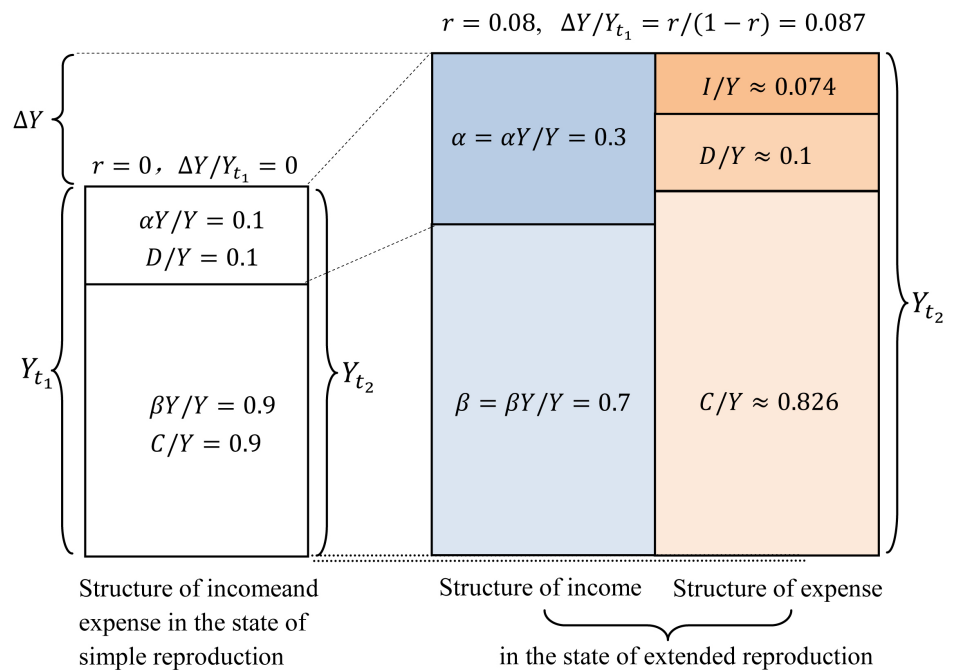 r = 0.08, ΔY/Y_{t_1} = r/(1 − r) = 0.087
ΔY
I/Y ≈ 0.074
α = αY/Y = 0.3
D/Y ≈ 0.1
r = 0, ΔY/Y_{t_1} = 0
αY/Y = 0.1
D/Y = 0.1
Y_{t_1}
βY/Y = 0.9
C/Y = 0.9
Y_{t_2}
β = βY/Y = 0.7
C/Y ≈ 0.826
Y_{t_2}
Structure of incomeand
expense in the state of
simple reproduction
Structure of income
Structure of expense
in the state of extended reproduction